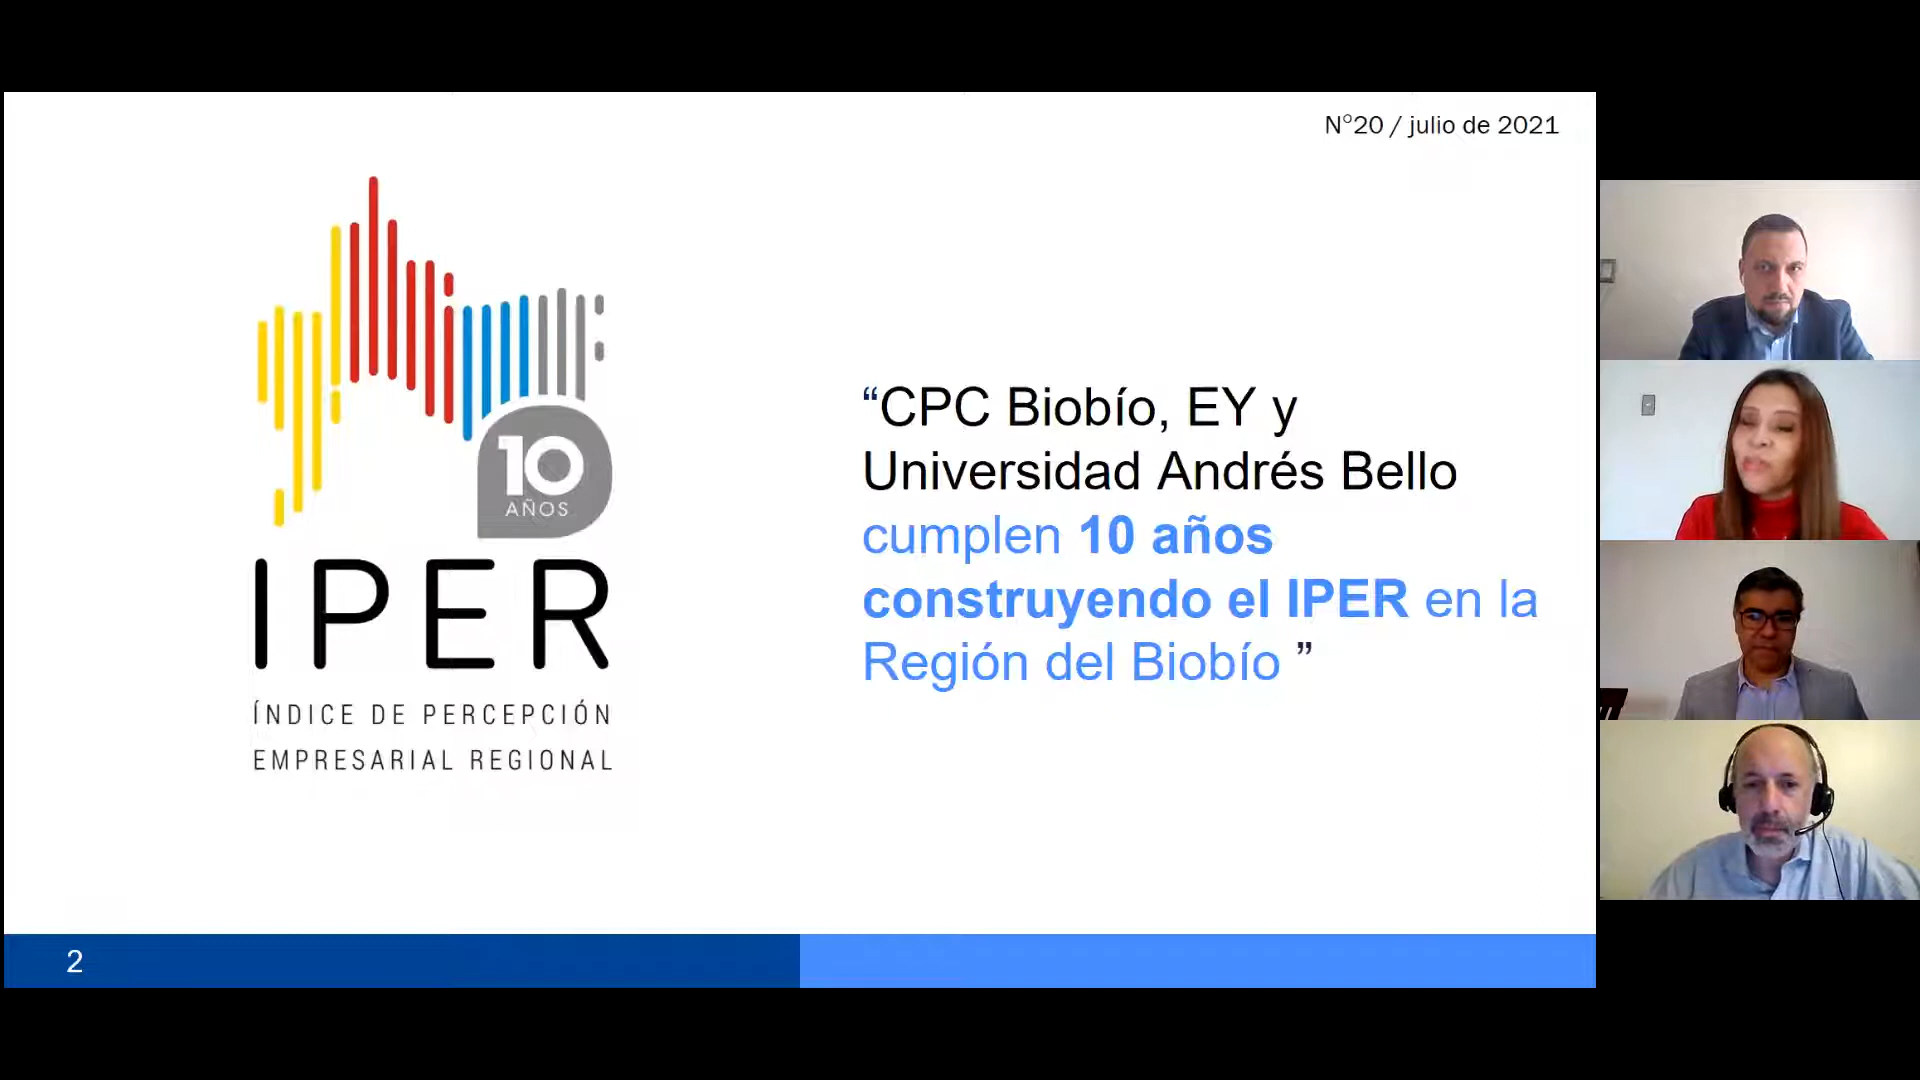 N°20 / julio de 2021
10
AÑOS
IPER
ÍNDICE DE PERCEPCIÓN
EMPRESARIAL REGIONAL
“CPC Biobío, EY y
Universidad Andrés Bello
cumplen 10 años
construyendo el IPER en la
Región del Biobío ”
2